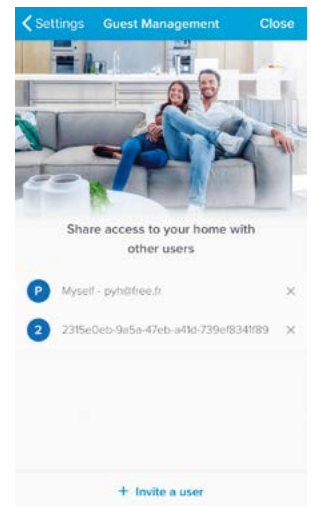 Settings Guest Management Close
Share access to your home with
other users
P Myself - pyh@free.fr ×
2 2315e0eb-9a5a-47eb-a41d-739ef8341f89 ×
+ Invite a user